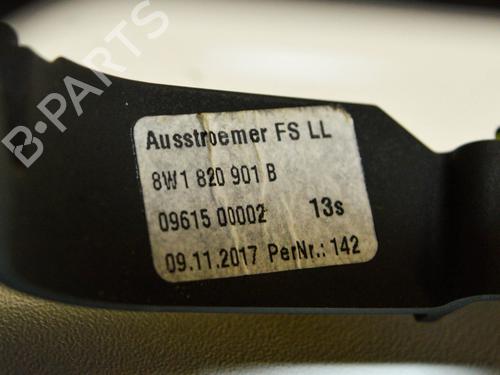 B-PARTS
Ausstroemer FS LL
8W1 820 901 B
09615 00002 13s
09.11.2017 PerNr.: 142